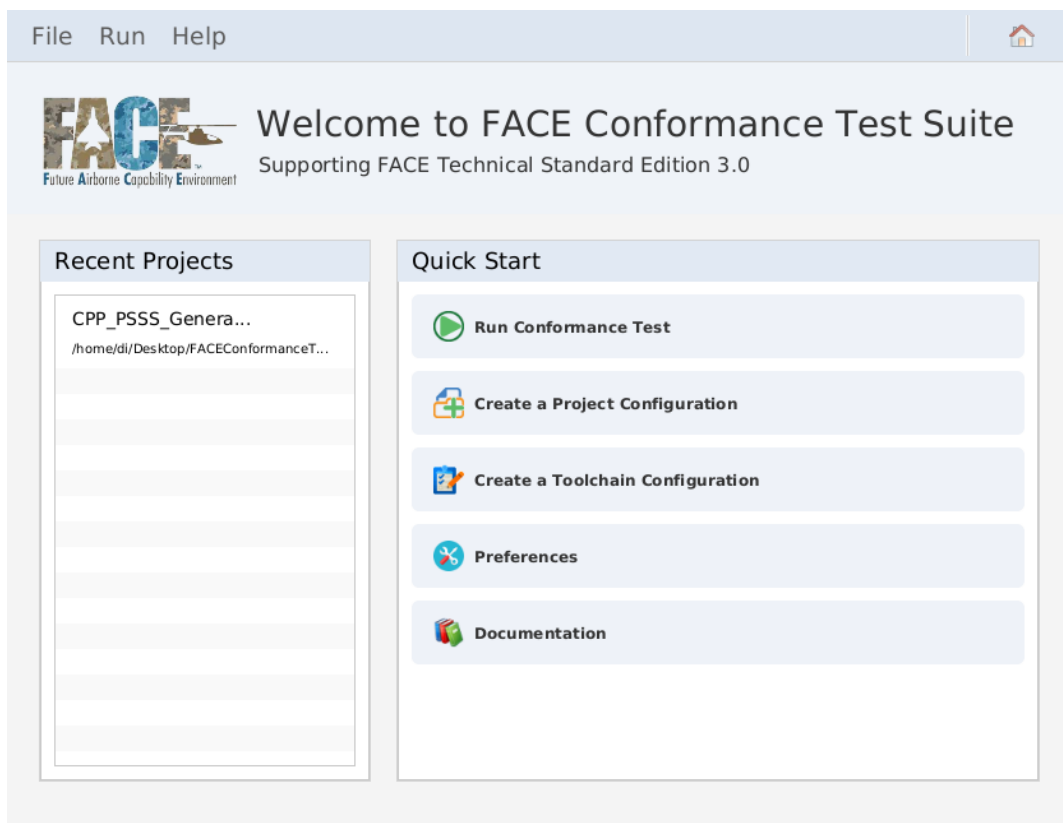 File Run Help
FACE
Future Airborne Capability Environment
Welcome to FACE Conformance Test Suite
Supporting FACE Technical Standard Edition 3.0
Recent Projects
CPP_PSSS_Genera...
/home/di/Desktop/FACEConformanceT...
Quick Start
Run Conformance Test
Create a Project Configuration
Create a Toolchain Configuration
Preferences
Documentation